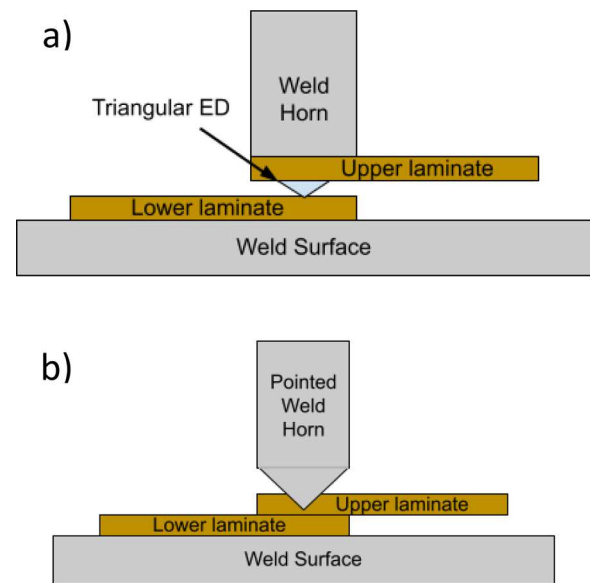 a)
Weld
Horn
Triangular ED
Upper laminate
Lower laminate
Weld Surface
b)
Pointed
Weld
Horn
Upper laminate
Lower laminate
Weld Surface